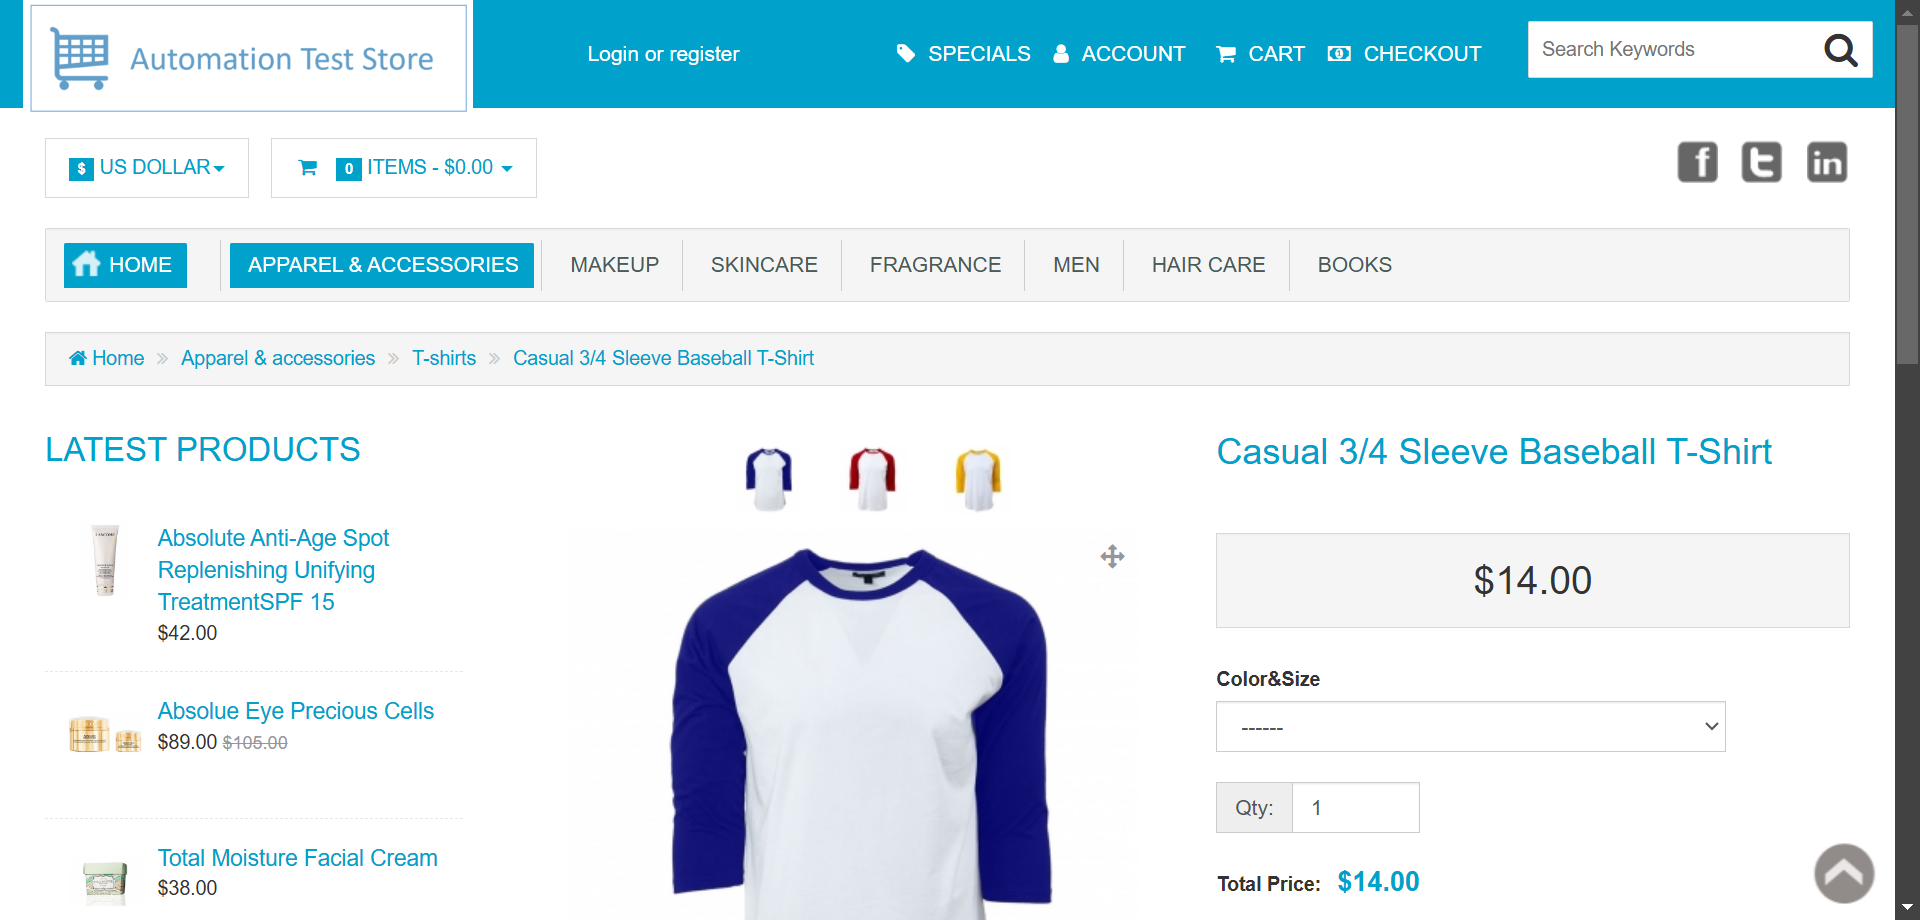 Automation Test Store
Login or register
SPECIALS
ACCOUNT
CART
CHECKOUT
Search Keywords
$ US DOLLAR
0 ITEMS - $0.00
HOME
APPAREL & ACCESSORIES
MAKEUP
SKINCARE
FRAGRANCE
MEN
HAIR CARE
BOOKS
Home » Apparel & accessories » T-shirts » Casual 3/4 Sleeve Baseball T-Shirt
LATEST PRODUCTS
Absolute Anti-Age Spot
Replenishing Unifying
TreatmentSPF 15
$42.00
Absolue Eye Precious Cells
$89.00 $105.00
Total Moisture Facial Cream
$38.00
Casual 3/4 Sleeve Baseball T-Shirt
$14.00
Color&Size
------
Qty: 1
Total Price: $14.00